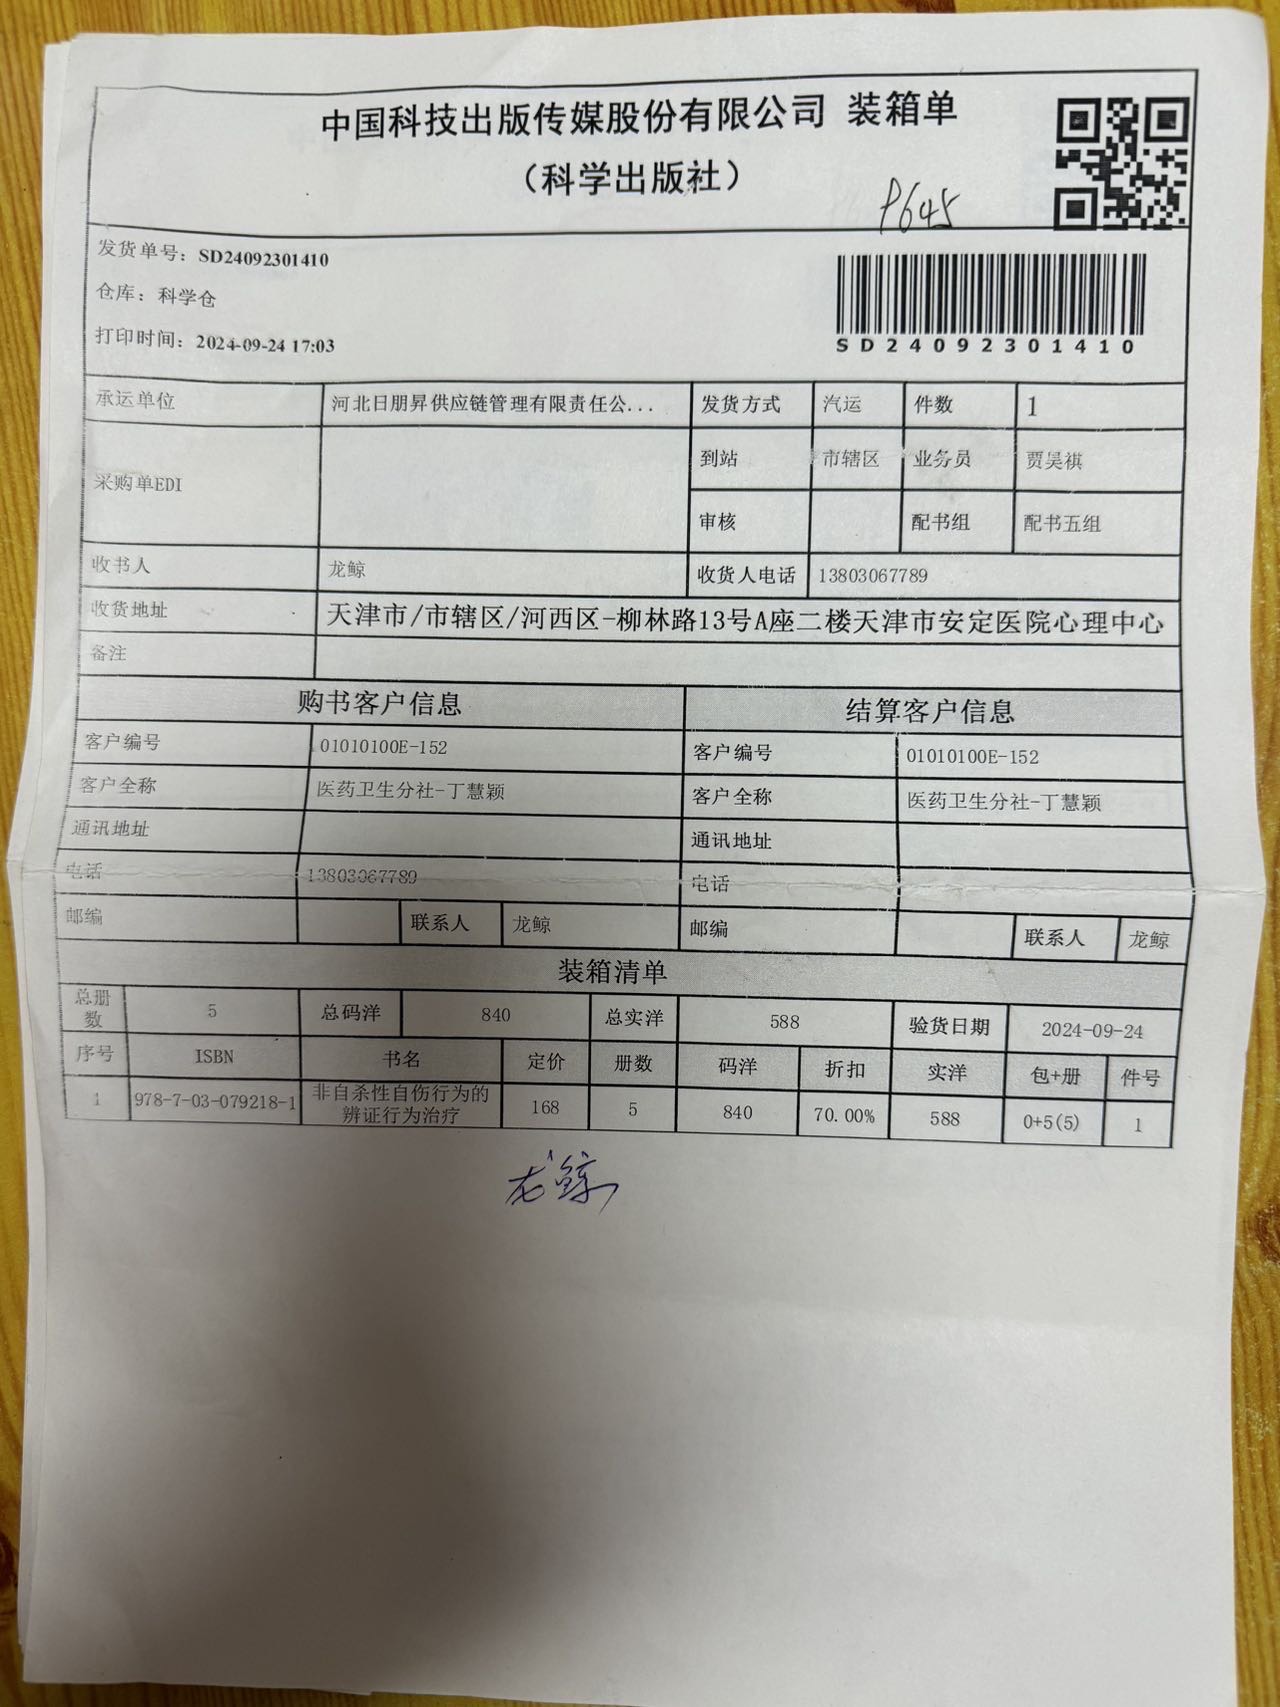 中国科技出版传媒股份有限公司 装箱单
（科学出版社）
P645
发货单号：SD24092301410
仓库：科学仓
打印时间：2024-09-24 17:03
SD24092301410
承运单位 河北日朋昇供应链管理有限责任公... 发货方式 汽运 件数 1
采购单EDI 到站 市辖区 业务员 贾昊祺
审核 配书组 配书五组
收书人 龙鲸 收货人电话 13803067789
收货地址 天津市/市辖区/河西区-柳林路13号A座二楼天津市安定医院心理中心
备注
购书客户信息 结算客户信息
客户编号 01010100E-152 客户编号 01010100E-152
客户全称 医药卫生分社-丁慧颖 客户全称 医药卫生分社-丁慧颖
通讯地址 通讯地址
电话 13803067789 电话
邮编 联系人 龙鲸 邮编 联系人 龙鲸
装箱清单
总册数 5 总码洋 840 总实洋 588 验货日期 2024-09-24
序号 ISBN 书名 定价 册数 码洋 折扣 实洋 包+册 件号
1 978-7-03-079218-1 非自杀性自伤行为的辨证行为治疗 168 5 840 70.00% 588 0+5(5) 1
龙鲸